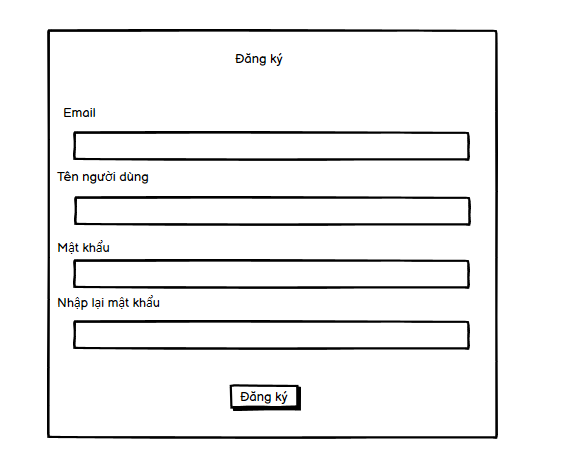 Đăng ký
Email
Tên người dùng
Mật khẩu
Nhập lại mật khẩu
Đăng ký